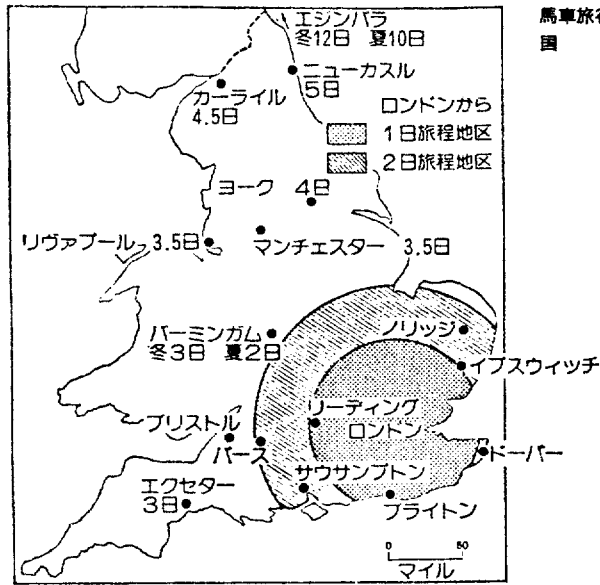 馬車旅行
国
エジンバラ
冬12日 夏10日
ニューカスル
5日
カーライル
4.5日
ロンドンから
1日旅程地区
2日旅程地区
ヨーク 4日
リヴァプール 3.5日
マンチェスター 3.5日
バーミンガム
冬3日 夏2日
ノリッジ
イプスウィッチ
リーディング
ロンドン
ブリストル
バース
ドーバー
サウサンプトン
エクセター
3日
ブライトン
0 50
マイル